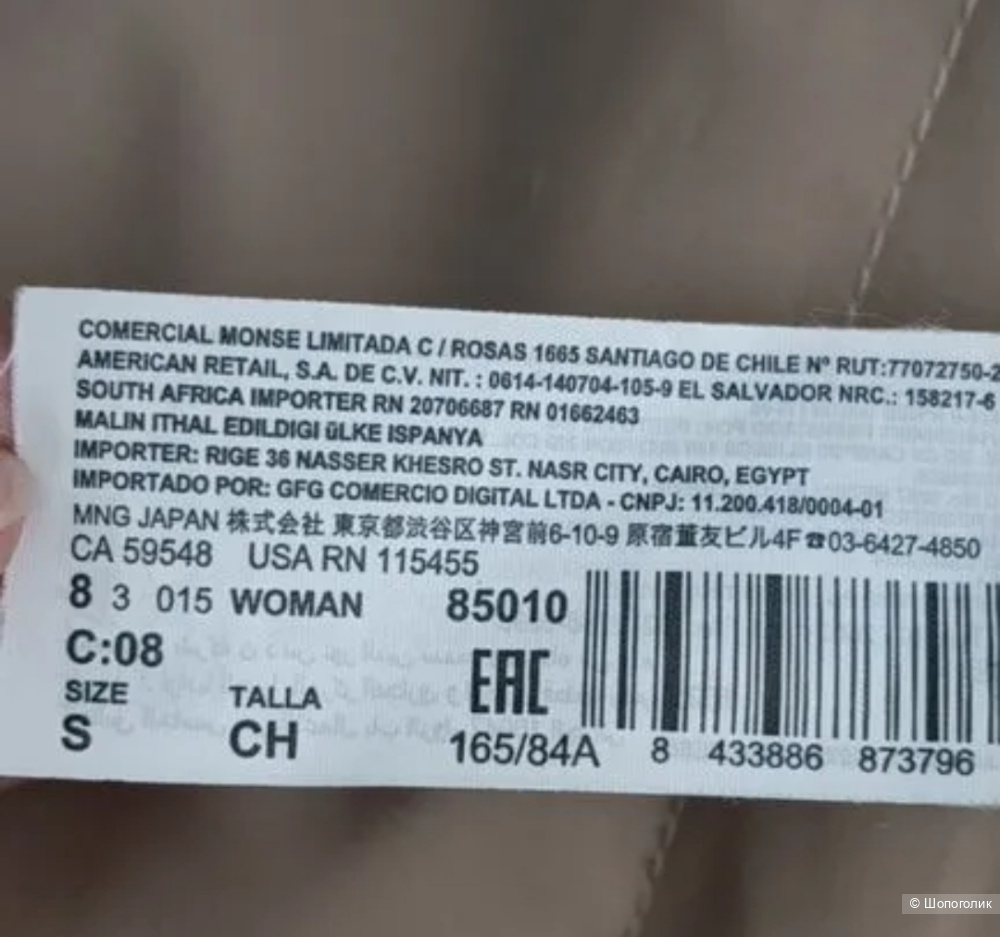 COMERCIAL MONSE LIMITADA C / ROSAS 1665 SANTIAGO DE CHILE Nº RUT:77072750-2
AMERICAN RETAIL, S.A. DE C.V. NIT. : 0614-140704-105-9 EL SALVADOR NRC.: 158217-6
SOUTH AFRICA IMPORTER RN 20706687 RN 01662463
MALIN ITHAL EDILDIGI üLKE ISPANYA
IMPORTER: RIGE 36 NASSER KHESRO ST. NASR CITY, CAIRO, EGYPT
IMPORTADO POR: GFG COMERCIO DIGITAL LTDA - CNPJ: 11.200.418/0004-01
MNG JAPAN 株式会社 東京都渋谷区神宮前6-10-9 原宿董友ビル4F☎03-6427-4850
CA 59548 USA RN 115455
8 3 015 WOMAN 85010
C:08
EAC
SIZE TALLA
S CH 165/84A 8 433886 873796
© Шопоголик